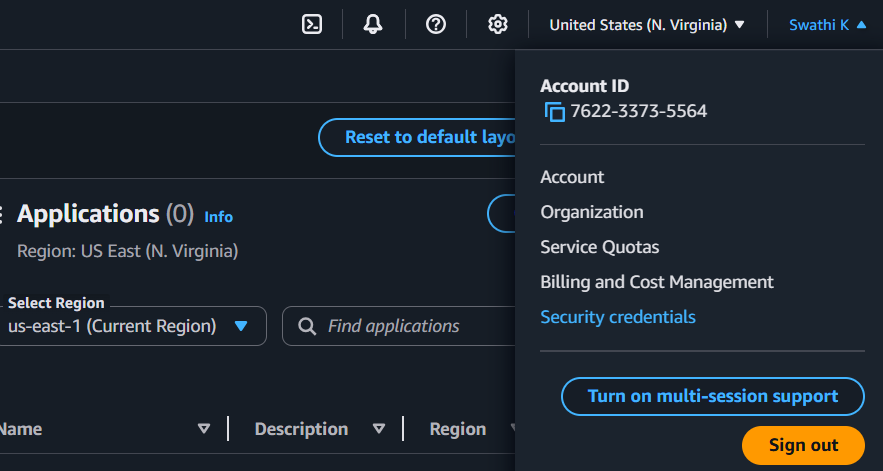 United States (N. Virginia)
Swathi K
Account ID
7622-3373-5564
Reset to default layo
Account
Organization
Applications (0) Info
Region: US East (N. Virginia)
Service Quotas
Billing and Cost Management
Select Region
us-east-1 (Current Region)
Find applications
Security credentials
Turn on multi-session support
Name
Description
Region
Sign out